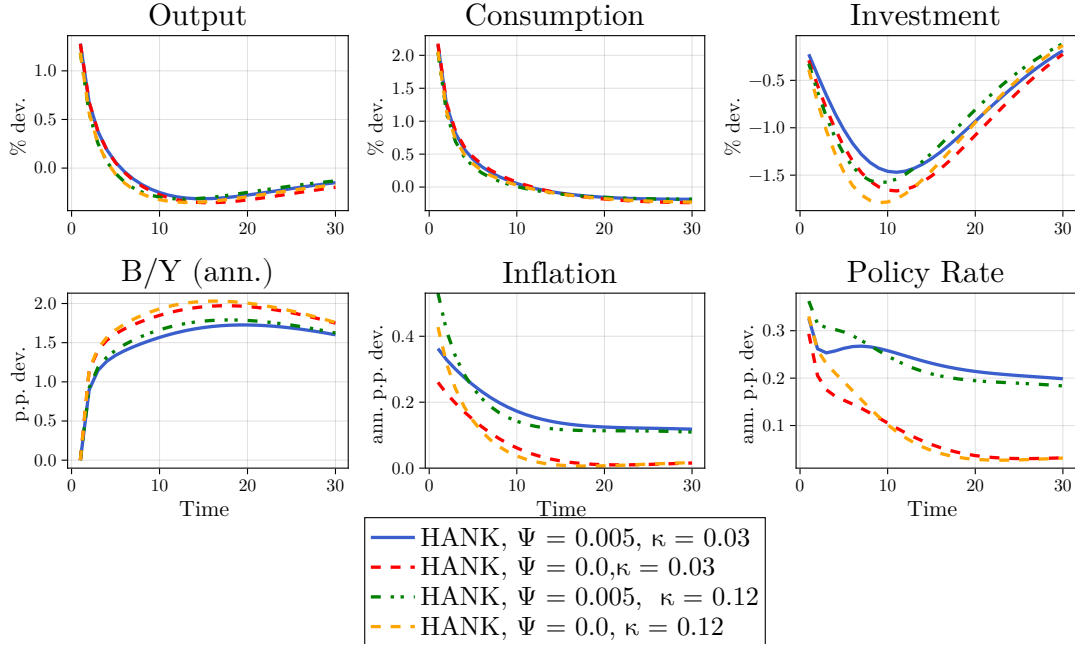 Output
Consumption
Investment
% dev.
1.0
0.5
0.0
0
10
20
30
% dev.
2.0
1.5
1.0
0.5
0.0
0
10
20
30
% dev.
−0.5
−1.0
−1.5
0
10
20
30
B/Y (ann.)
Inflation
Policy Rate
p.p. dev.
2.0
1.5
1.0
0.5
0.0
0
10
20
30
Time
ann. p.p. dev.
0.4
0.2
0.0
0
10
20
30
Time
ann. p.p. dev.
0.3
0.2
0.1
0
10
20
30
Time
HANK, Ψ = 0.005, κ = 0.03
HANK, Ψ = 0.0,κ = 0.03
HANK, Ψ = 0.005, κ = 0.12
HANK, Ψ = 0.0, κ = 0.12